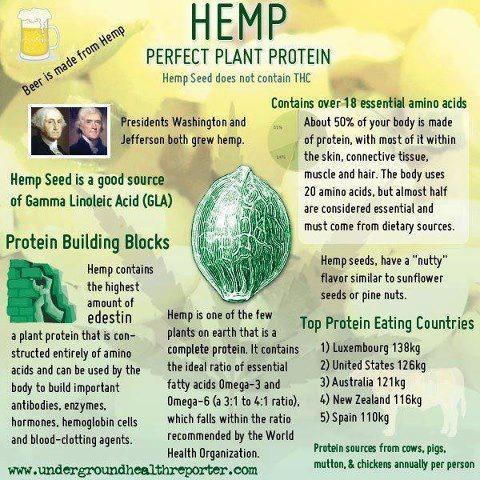 HEMP
PERFECT PLANT PROTEIN
Hemp Seed does not contain THC
Beer is made from Hemp
Presidents Washington and
Jefferson both grew hemp.
Hemp Seed is a good source
of Gamma Linoleic Acid (GLA)
Contains over 18 essential amino acids
About 50% of your body is made
of protein, with most of it within
the skin, connective tissue,
muscle and hair. The body uses
20 amino acids, but almost half
are considered essential and
must come from dietary sources.
Protein Building Blocks
Hemp contains
the highest
amount of
edestin
a plant protein that is con-
structed entirely of amino
acids and can be used by the
body to build important
antibodies, enzymes,
hormones, hemoglobin cells
and blood-clotting agents.
Hemp is one of the few
plants on earth that is a
complete protein. It contains
the ideal ratio of essential
fatty acids Omega-3 and
Omega-6 (a 3:1 to 4:1 ratio),
which falls within the ratio
recommended by the World
Health Organization.
Hemp seeds, have a "nutty"
flavor similar to sunflower
seeds or pine nuts.
Top Protein Eating Countries
1) Luxembourg 138kg
2) United States 126kg
3) Australia 121kg
4) New Zealand 116kg
5) Spain 110kg
Protein sources from cows, pigs,
mutton, & chickens annually per person
www.undergroundhealthreporter.com